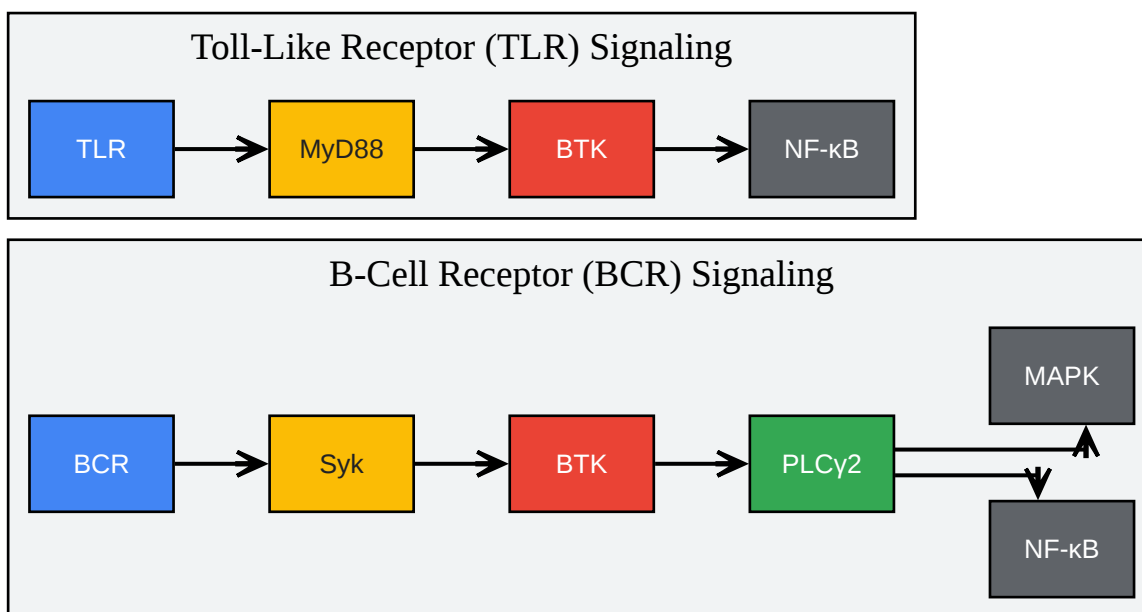 Toll-Like Receptor (TLR) Signaling
TLR
MyD88
BTK
NF-κB
B-Cell Receptor (BCR) Signaling
MAPK
BCR
Syk
BTK
PLCγ2
NF-κB